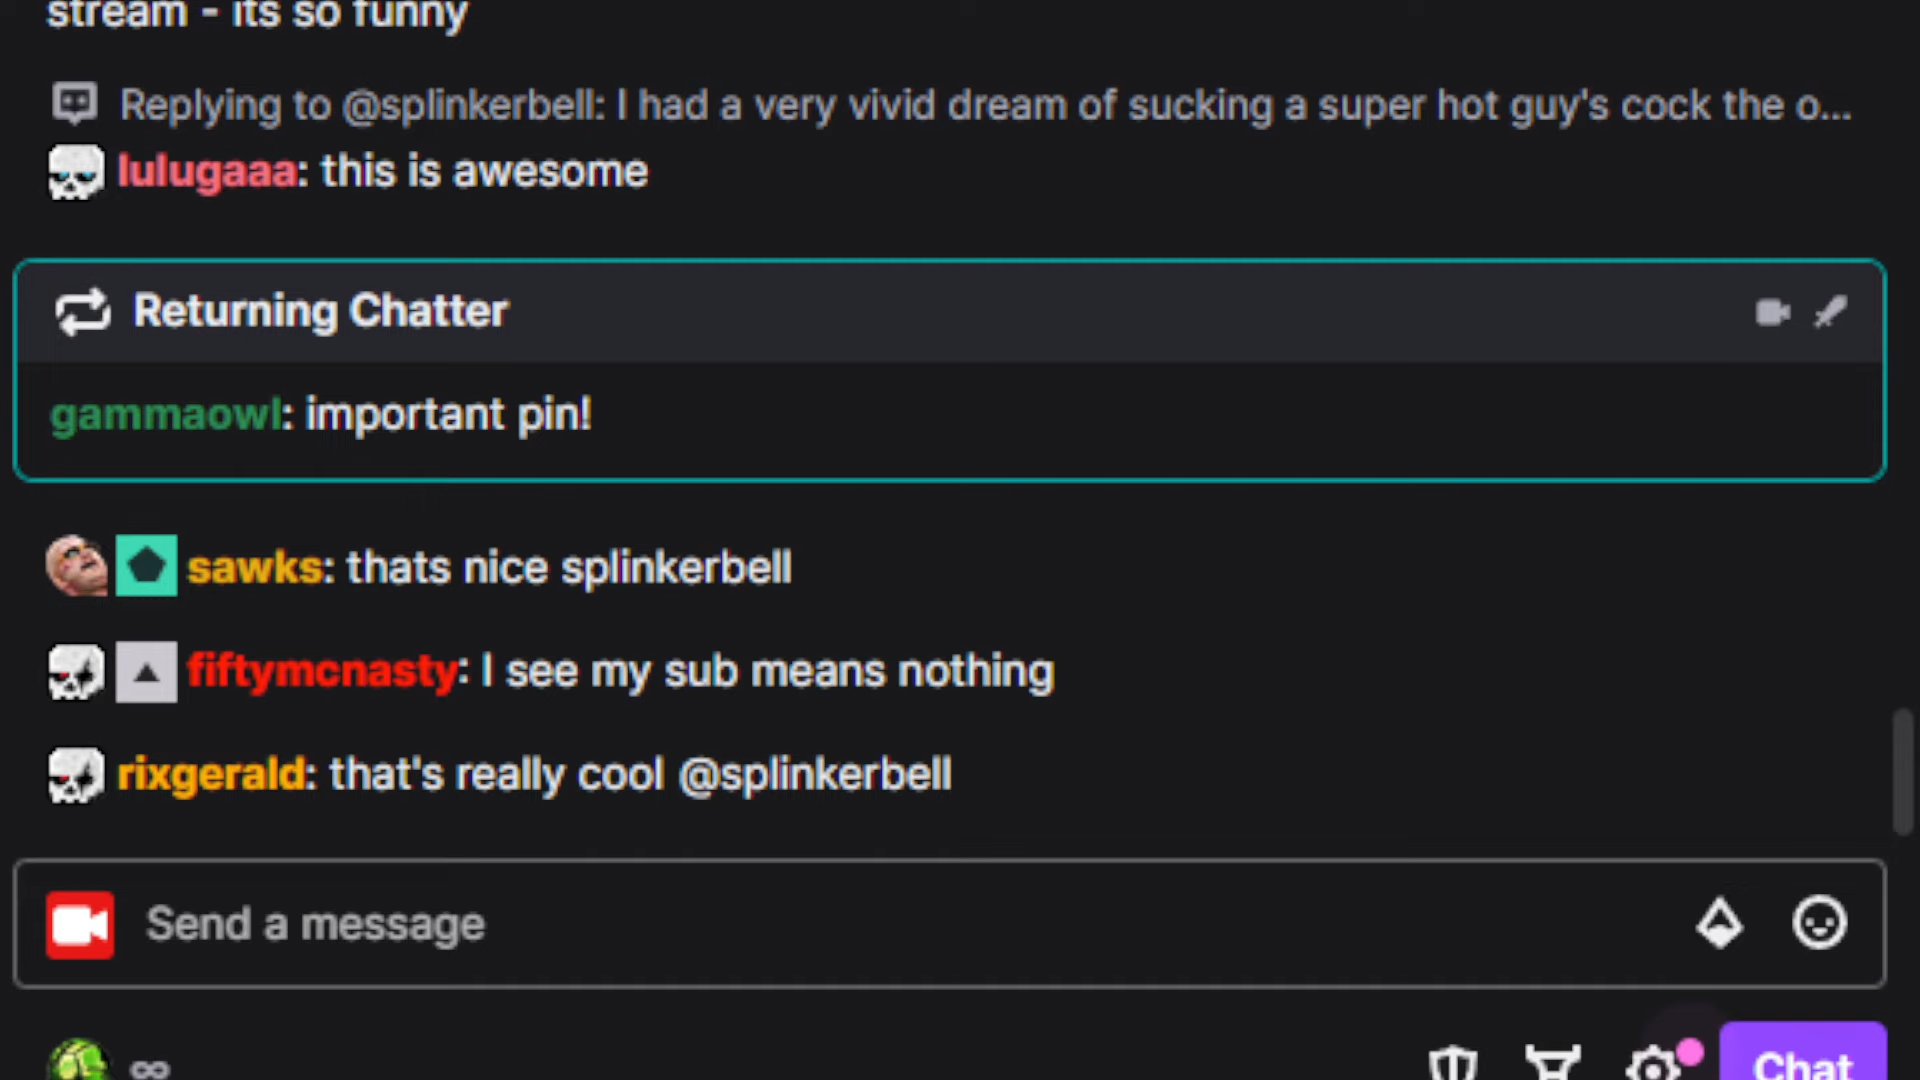 stream - its so funny
Replying to @splinkerbell: I had a very vivid dream of sucking a super hot guy's cock the o...
lulugaaa: this is awesome
Returning Chatter
gammaowl: important pin!
sawks: thats nice splinkerbell
fiftymcnasty: I see my sub means nothing
rixgerald: that's really cool @splinkerbell
Send a message
∞
Chat